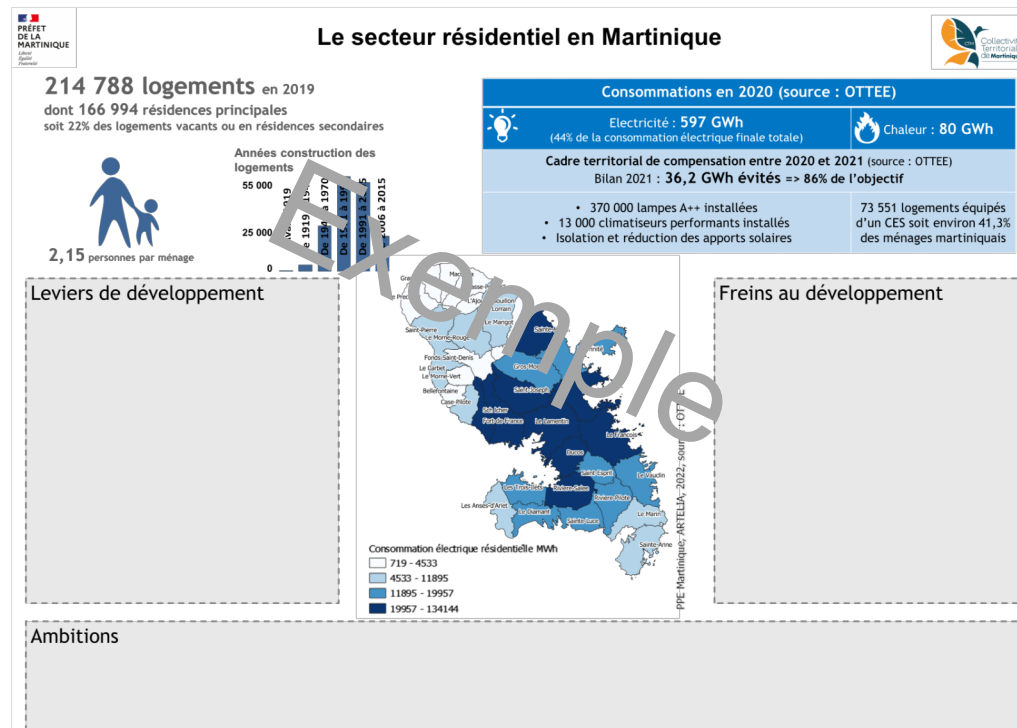 PRÉFET
DE LA
MARTINIQUE
Liberté
Égalité
Fraternité
Le secteur résidentiel en Martinique
Collectivité
Territoriale
de Martinique
214 788 logements en 2019
dont 166 994 résidences principales
soit 22% des logements vacants ou en résidences secondaires
Années construction des
logements
55 000
25 000
0
2,15 personnes par ménage
Consommations en 2020 (source : OTTEE)
Electricité : 597 GWh
(44% de la consommation électrique finale totale)
Chaleur : 80 GWh
Cadre territorial de compensation entre 2020 et 2021 (source : OTTEE)
Bilan 2021 : 36,2 GWh évités => 86% de l'objectif
• 370 000 lampes A++ installées
• 13 000 climatiseurs performants installés
• Isolation et réduction des apports solaires
73 551 logements équipés
d'un CES soit environ 41,3%
des ménages martiniquais
Exemple
Leviers de développement
Freins au développement
Lorrain
Le Marigot
Saint-Pierre
Le Morne-Rouge
Fonds-Saint-Denis
Le Carbet
Le Morne-Vert
Bellefontaine
Case-Pilote
Gros-Morne
Saint-Joseph
Schœlcher
Fort-de-France
Le Lamentin
Le François
Ducos
Saint-Esprit
Le Vauclin
Les Trois-Ilets
Rivière-Salée
Rivière-Pilote
Les Anses-d'Arlet
Le Diamant
Sainte-Luce
Le Marin
Sainte-Anne
Consommation électrique résidentielle MWh
719 - 4533
4533 - 11895
11895 - 19957
19957 - 134144
PPE Martinique, ARTELIA, 2022, source : OTTEE
Ambitions